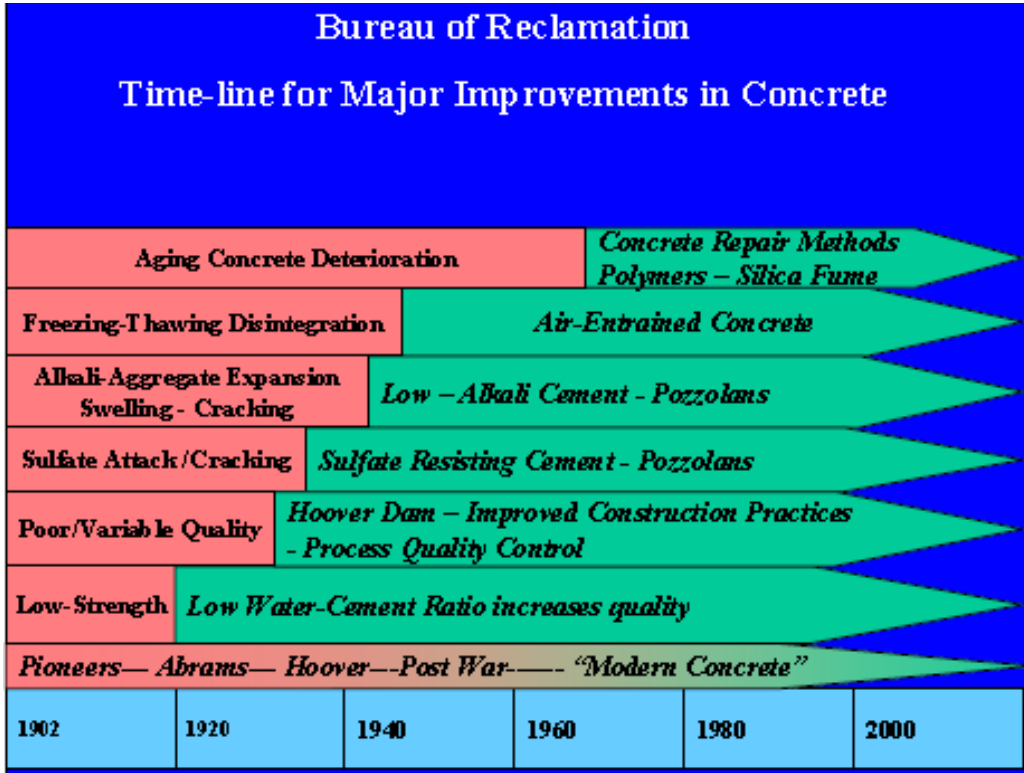 Bureau of Reclamation
Time-line for Major Improvements in Concrete
Aging Concrete Deterioration
Concrete Repair Methods
Polymers – Silica Fume
Freezing-Thawing Disintegration
Air-Entrained Concrete
Alkali-Aggregate Expansion
Swelling - Cracking
Low – Alkali Cement - Pozzolans
Sulfate Attack /Cracking
Sulfate Resisting Cement - Pozzolans
Poor/Variable Quality
Hoover Dam – Improved Construction Practices
- Process Quality Control
Low-Strength
Low Water-Cement Ratio increases quality
Pioneers— Abrams— Hoover---Post War-—-- “Modern Concrete”
1902 1920 1940 1960 1980 2000